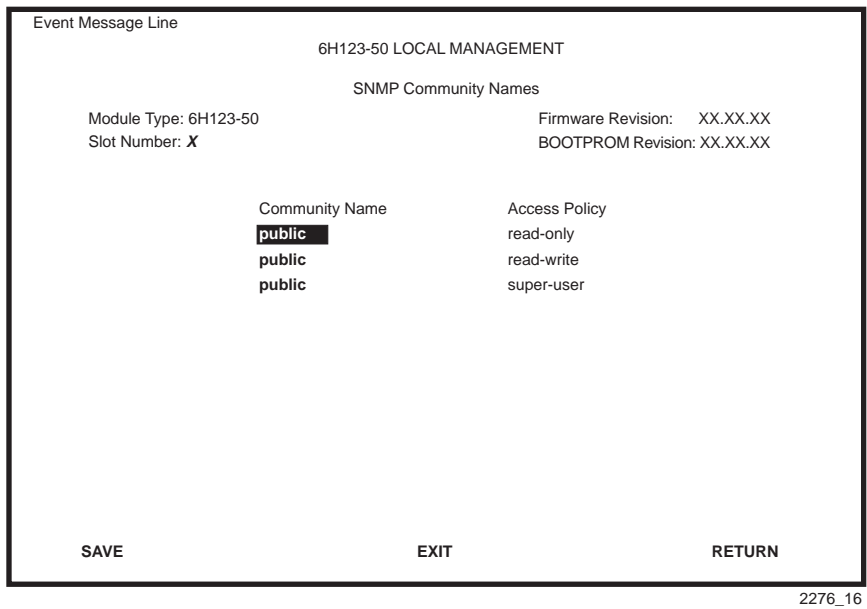 Event Message Line
6H123-50 LOCAL MANAGEMENT
SNMP Community Names
Module Type: 6H123-50 Firmware Revision: XX.XX.XX
Slot Number: X BOOTPROM Revision: XX.XX.XX
Community Name Access Policy
public read-only
public read-write
public super-user
SAVE EXIT RETURN
2276_16